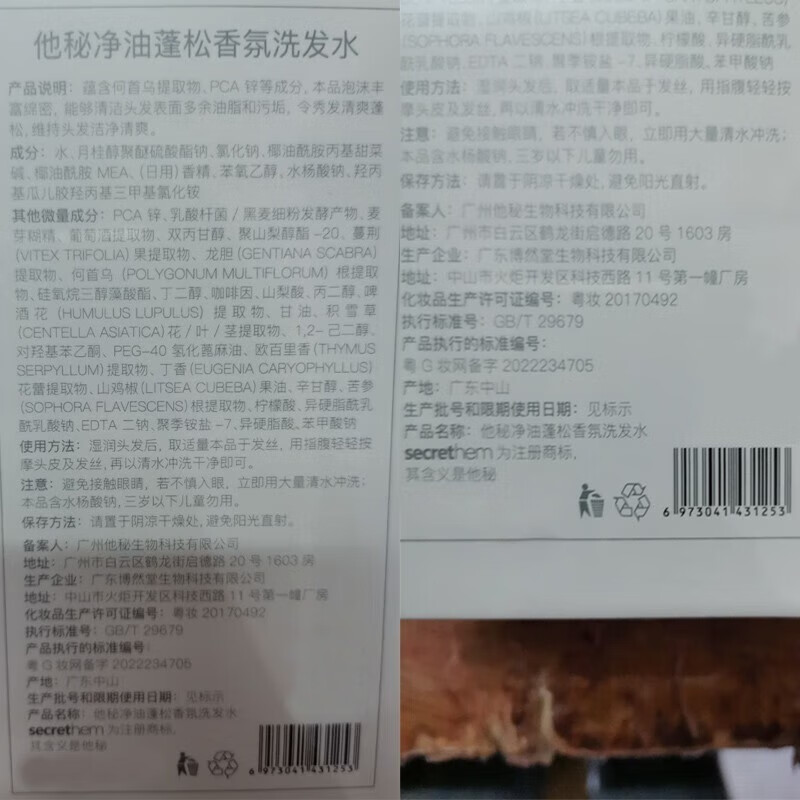 他秘净油蓬松香氛洗发水
产品说明：蕴含何首乌提取物、PCA 锌等成分，本品泡沫丰
富绵密，能够清洁头发表面多余油脂和污垢，令秀发清爽蓬
松，维持头发洁净清爽。
成分：水、月桂醇聚醚硫酸酯钠、氯化钠、椰油酰胺丙基甜菜
碱、椰油酰胺 MEA、(日用)香精、苯氧乙醇、水杨酸钠、羟丙
基瓜儿胶羟丙基三甲基氯化铵
其他微量成分：PCA 锌、乳酸杆菌 / 黑麦细粉发酵产物、麦
芽糊精、葡萄酒提取物、双丙甘醇、聚山梨醇酯 -20、蔓荆
(VITEX TRIFOLIA) 果提取物、龙胆 (GENTIANA SCABRA)
提取物、何首乌 (POLYGONUM MULTIFLORUM) 根提取
物、硅氧烷三醇藻酸酯、丁二醇、咖啡因、山梨酸、丙二醇、啤
酒花 (HUMULUS LUPULUS) 提取物、甘油、积雪草
(CENTELLA ASIATICA) 花 / 叶 / 茎提取物、1,2-己二醇、
对羟基苯乙酮、PEG-40 氢化蓖麻油、欧百里香 (THYMUS
SERPYLLUM) 提取物、丁香 (EUGENIA CARYOPHYLLUS)
花蕾提取物、山鸡椒 (LITSEA CUBEBA) 果油、辛甘醇、苦参
(SOPHORA FLAVESCENS) 根提取物、柠檬酸、异硬脂酰乳
酰乳酸钠、EDTA 二钠、聚季铵盐 -7、异硬脂酸、苯甲酸钠
使用方法：湿润头发后，取适量本品于发丝，用指腹轻轻按
摩头皮及发丝，再以清水冲洗干净即可。
注意：避免接触眼睛，若不慎入眼，立即用大量清水冲洗；
本品含水杨酸钠，三岁以下儿童勿用。
保存方法：请置于阴凉干燥处，避免阳光直射。
备案人：广州他秘生物科技有限公司
地址：广州市白云区鹤龙街启德路 20 号 1603 房
生产企业：广东博然堂生物科技有限公司
地址：中山市火炬开发区科技西路 11 号第一幢厂房
化妆品生产许可证编号：粤妆 20170492
执行标准号：GB/T 29679
产品执行的标准编号：
粤 G 妆网备字 2022234705
产地：广东中山
生产批号和限期使用日期：见标示
产品名称：他秘净油蓬松香氛洗发水
secrethem 为注册商标，
其含义是他秘
6 973041 431253
花蕾提取物、山鸡椒 (LITSEA CUBEBA) 果油、辛甘醇、苦参
(SOPHORA FLAVESCENS) 根提取物、柠檬酸、异硬脂酰乳
酰乳酸钠、EDTA 二钠、聚季铵盐 -7、异硬脂酸、苯甲酸钠
使用方法：湿润头发后，取适量本品于发丝，用指腹轻轻按
摩头皮及发丝，再以清水冲洗干净即可。
注意：避免接触眼睛，若不慎入眼，立即用大量清水冲洗；
本品含水杨酸钠，三岁以下儿童勿用。
保存方法：请置于阴凉干燥处，避免阳光直射。
备案人：广州他秘生物科技有限公司
地址：广州市白云区鹤龙街启德路 20 号 1603 房
生产企业：广东博然堂生物科技有限公司
地址：中山市火炬开发区科技西路 11 号第一幢厂房
化妆品生产许可证编号：粤妆 20170492
执行标准号：GB/T 29679
产品执行的标准编号：
粤 G 妆网备字 2022234705
产地：广东中山
生产批号和限期使用日期：见标示
产品名称：他秘净油蓬松香氛洗发水
secrethem 为注册商标，
其含义是他秘
6 973041 431253